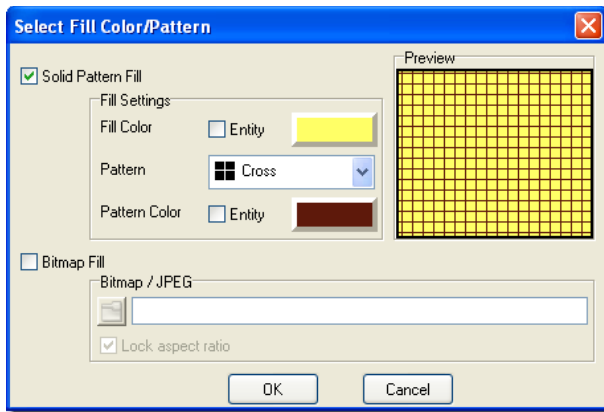 Select Fill Color/Pattern
Preview
Solid Pattern Fill
Fill Settings
Fill Color
Entity
Pattern
Cross
Pattern Color
Entity
Bitmap Fill
Bitmap / JPEG
Lock aspect ratio
OK
Cancel